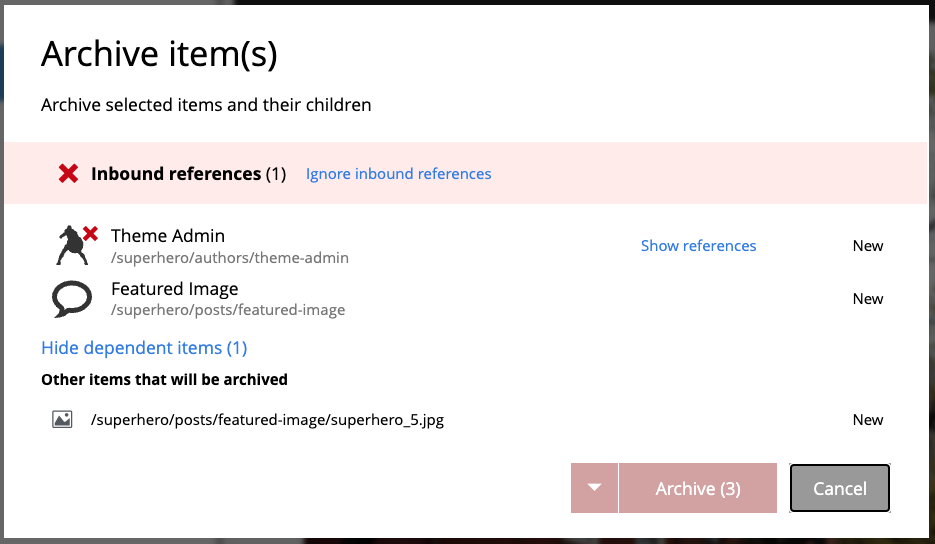 Archive item(s)
Archive selected items and their children
Inbound references (1) Ignore inbound references
Theme Admin
/superhero/authors/theme-admin
Show references
New
Featured Image
/superhero/posts/featured-image
New
Hide dependent items (1)
Other items that will be archived
/superhero/posts/featured-image/superhero_5.jpg
New
Archive (3)
Cancel